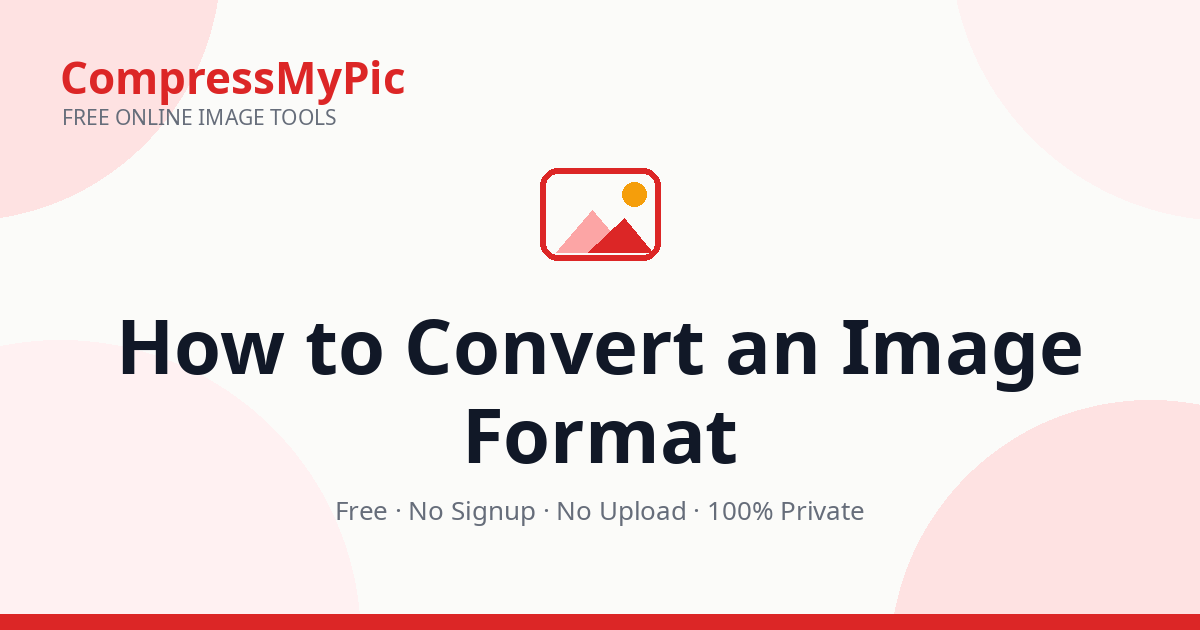 CompressMyPic
FREE ONLINE IMAGE TOOLS
How to Convert an Image
Format
Free · No Signup · No Upload · 100% Private